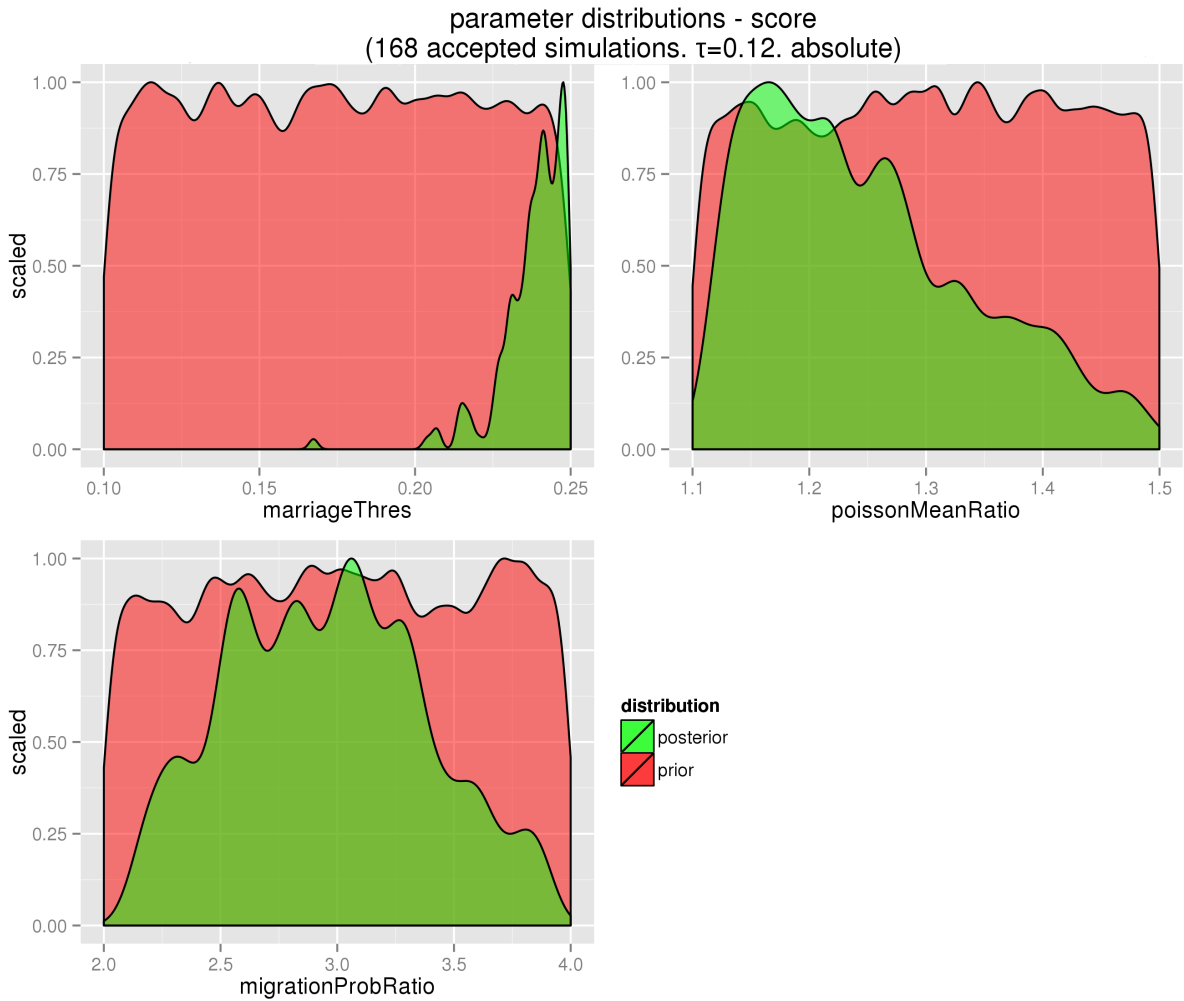 parameter distributions - score
(168 accepted simulations. τ=0.12. absolute)
scaled
1.00
0.75
0.50
0.25
0.00
0.10 0.15 0.20 0.25
marriageThres
1.00
0.75
0.50
0.25
0.00
1.1 1.2 1.3 1.4 1.5
poissonMeanRatio
scaled
1.00
0.75
0.50
0.25
0.00
2.0 2.5 3.0 3.5 4.0
migrationProbRatio
distribution
posterior
prior